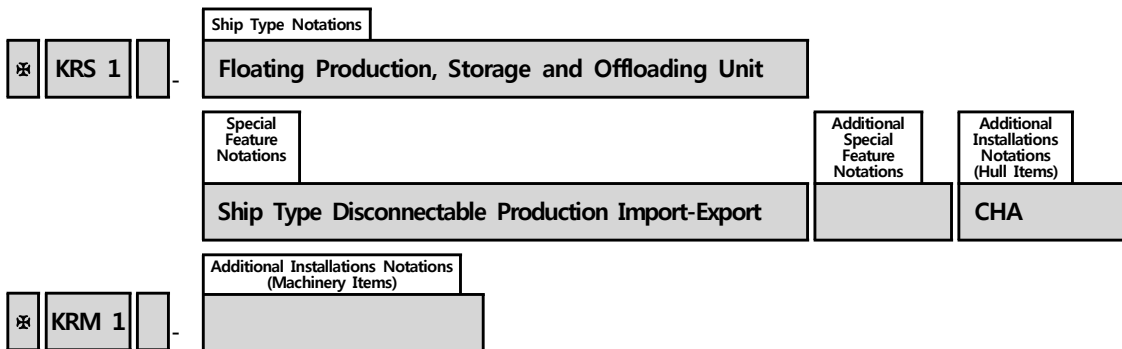 Ship Type Notations
✠ KRS 1 - Floating Production, Storage and Offloading Unit
Special
Feature
Notations
Additional
Special
Feature
Notations
Additional
Installations
Notations
(Hull Items)
Ship Type Disconnectable Production Import-Export CHA
Additional Installations Notations
(Machinery Items)
✠ KRM 1 -